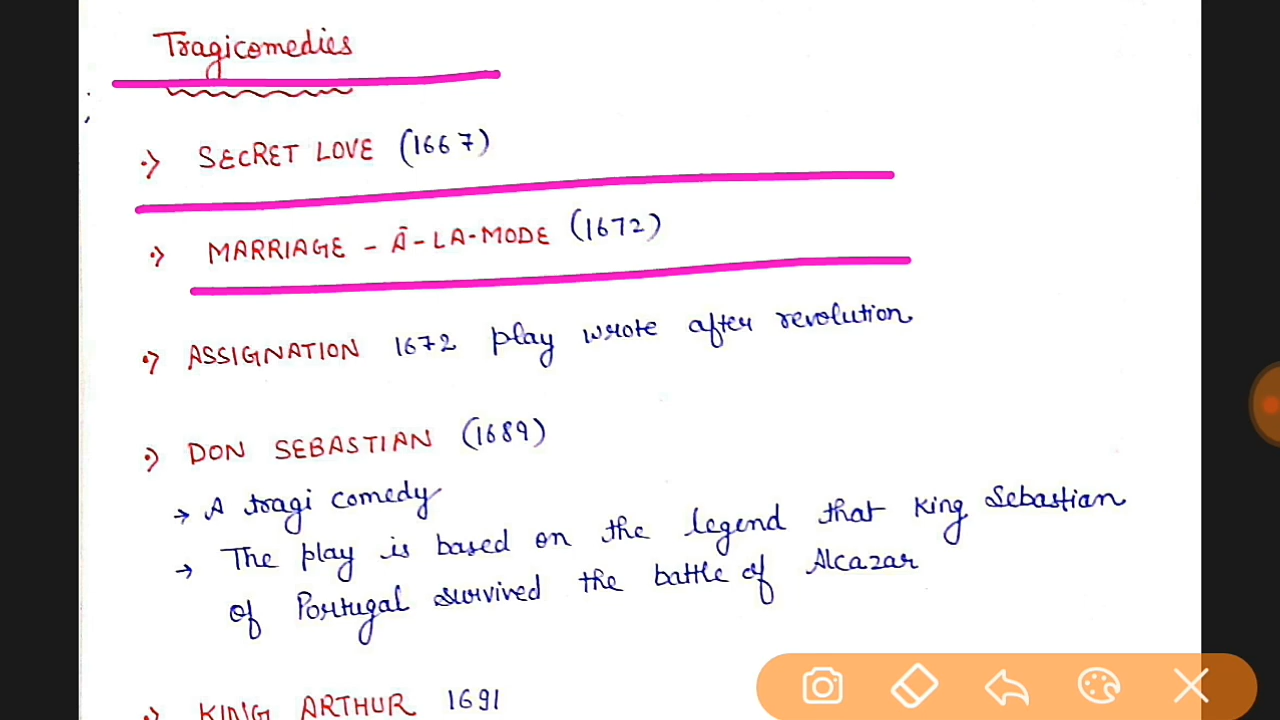 Tragicomedies
SECRET LOVE (1667)
MARRIAGE - Ā-LA-MODE (1672)
ASSIGNATION 1672 play wrote after revolution
DON SEBASTIAN (1689)
→ A tragi comedy
→ The play is based on the legend that King Sebastian
of Portugal survived the battle of Alcazar
KING ARTHUR 1691